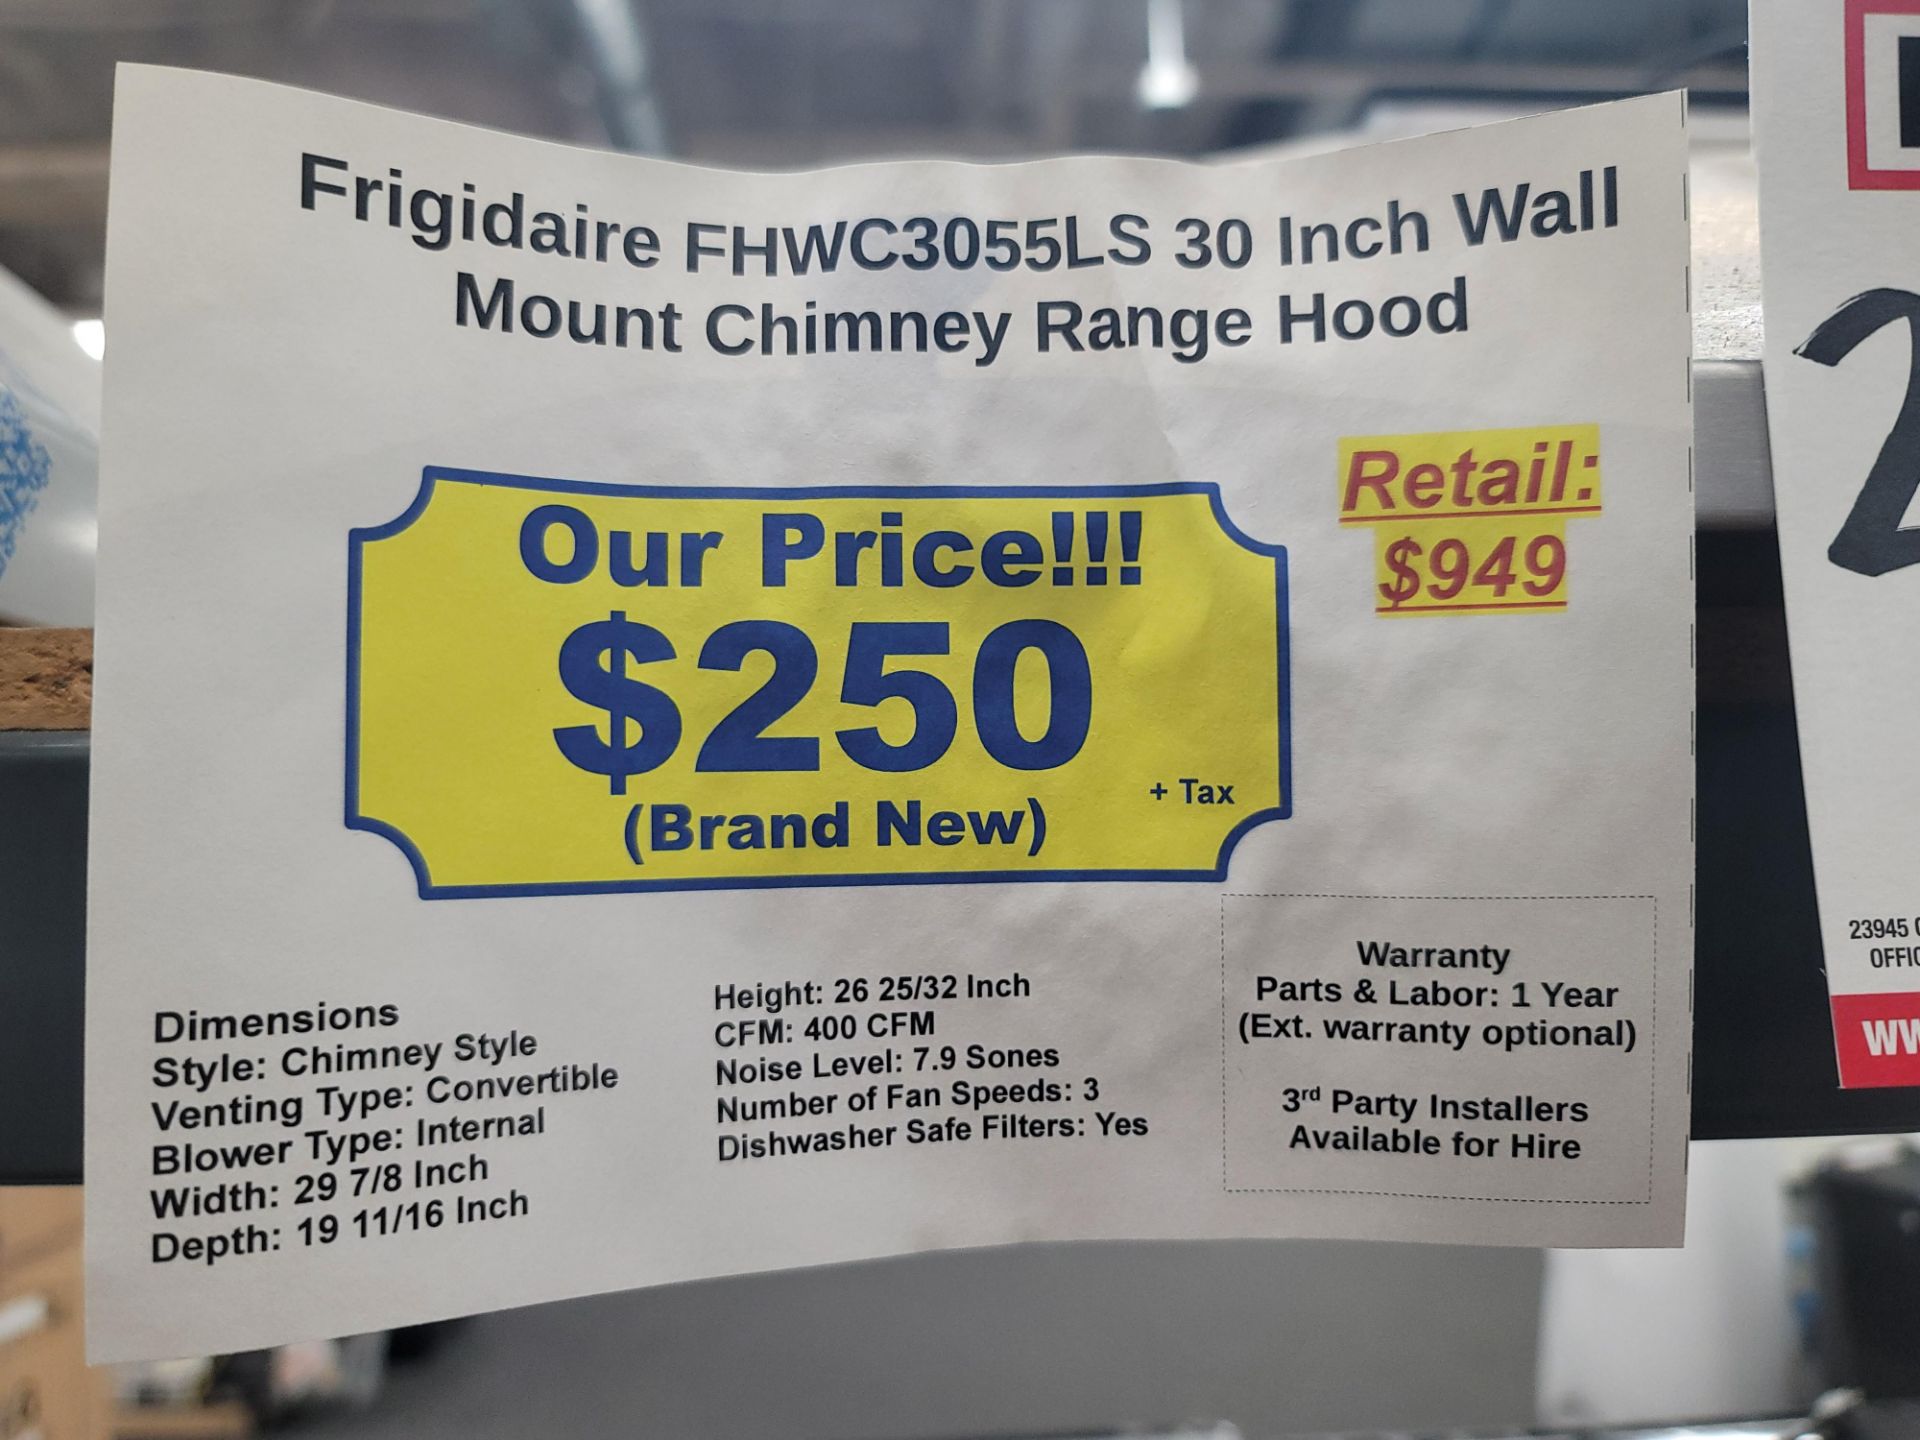 Frigidaire FHWC3055LS 30 Inch Wall
Mount Chimney Range Hood
Retail:
$949
Our Price!!!
$250
(Brand New)
+ Tax
Dimensions
Style: Chimney Style
Venting Type: Convertible
Blower Type: Internal
Width: 29 7/8 Inch
Depth: 19 11/16 Inch
Height: 26 25/32 Inch
CFM: 400 CFM
Noise Level: 7.9 Sones
Number of Fan Speeds: 3
Dishwasher Safe Filters: Yes
Warranty
Parts & Labor: 1 Year
(Ext. warranty optional)
3rd Party Installers
Available for Hire
23945